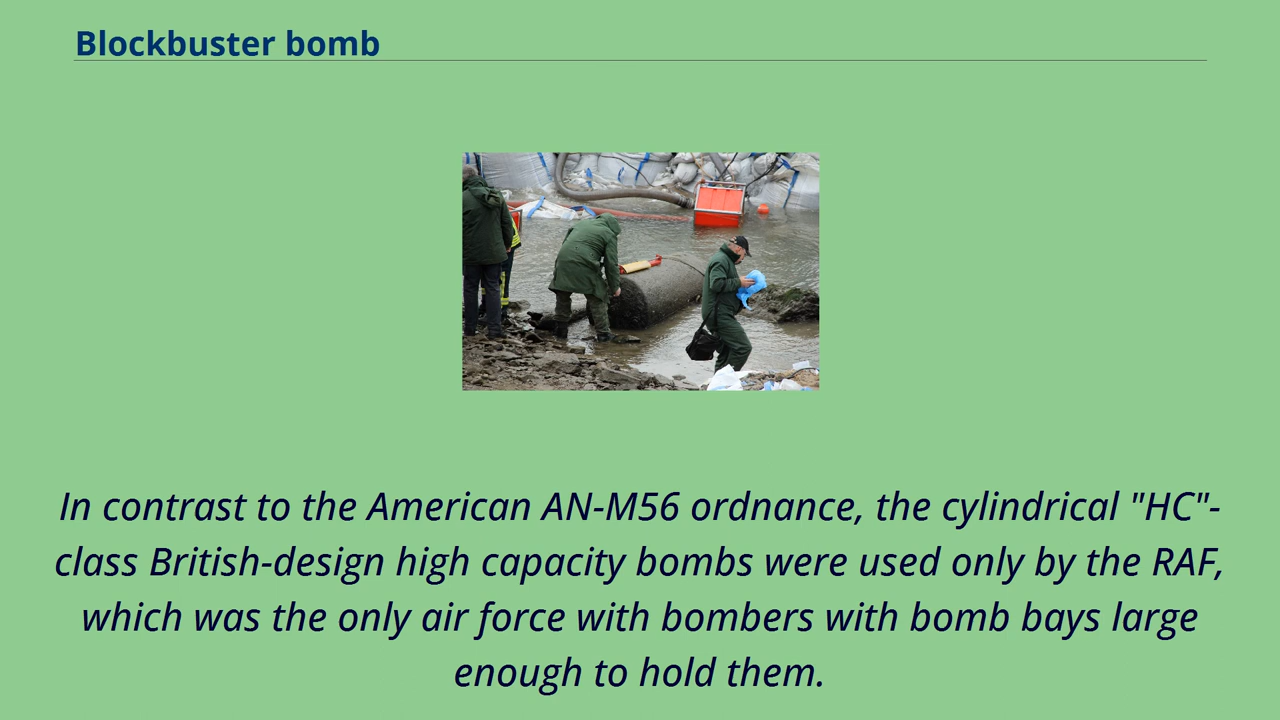 Blockbuster bomb
In contrast to the American AN-M56 ordnance, the cylindrical "HC"-
class British-design high capacity bombs were used only by the RAF,
which was the only air force with bombers with bomb bays large
enough to hold them.